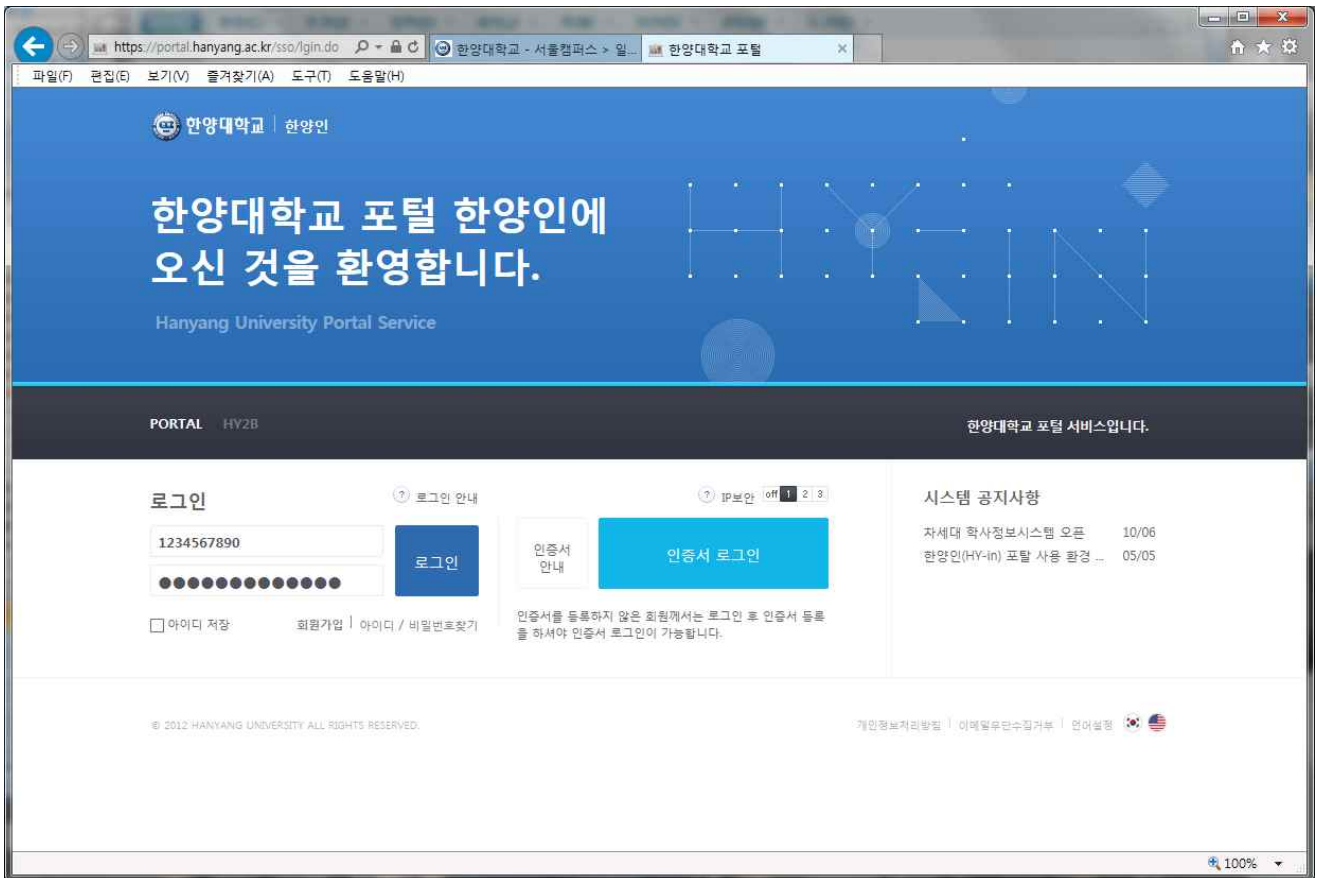 https://portal.hanyang.ac.kr/sso/lgin.do
한양대학교 - 서울캠퍼스 > 일...
한양대학교 포털
파일(F) 편집(E) 보기(V) 즐겨찾기(A) 도구(T) 도움말(H)
한양대학교 한양인
한양대학교 포털 한양인에
오신 것을 환영합니다.
Hanyang University Portal Service
PORTAL HY2B
한양대학교 포털 서비스입니다.
로그인
? 로그인 안내
1234567890
로그인
아이디 저장
회원가입 아이디 / 비밀번호찾기
? IP보안 off 1 2 3
인증서
안내
인증서 로그인
인증서를 등록하지 않은 회원께서는 로그인 후 인증서 등록
을 하셔야 인증서 로그인이 가능합니다.
시스템 공지사항
차세대 학사정보시스템 오픈 10/06
한양인(HY-in) 포탈 사용 환경 ... 05/05
© 2012 HANYANG UNIVERSITY ALL RIGHTS RESERVED.
개인정보처리방침 이메일무단수집거부 언어설정
100%